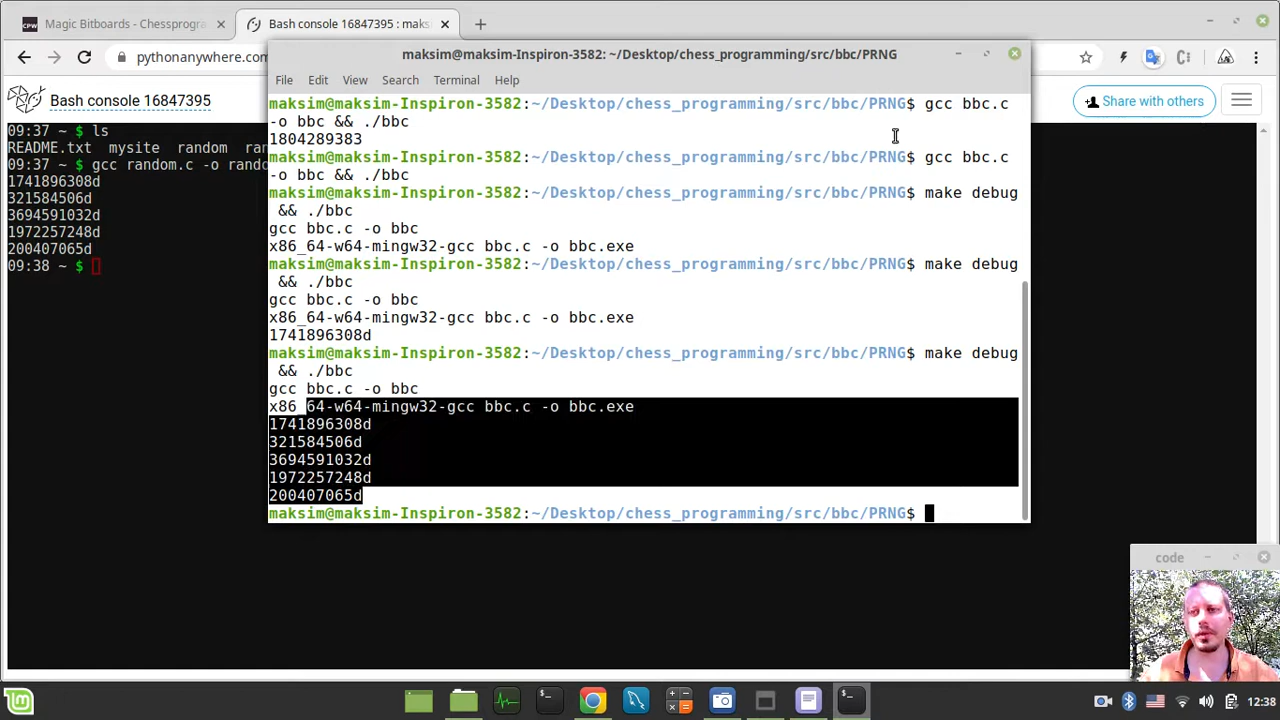 Magic Bitboards - Chessprogra
Bash console 16847395 : maks
pythonanywhere.com
Bash console 16847395
Share with others
09:37 ~ $ ls
README.txt mysite random ran
09:37 ~ $ gcc random.c -o rando
1741896308d
321584506d
3694591032d
1972257248d
200407065d
09:38 ~ $
maksim@maksim-Inspiron-3582: ~/Desktop/chess_programming/src/bbc/PRNG
File Edit View Search Terminal Help
maksim@maksim-Inspiron-3582:~/Desktop/chess_programming/src/bbc/PRNG$ gcc bbc.c
-o bbc && ./bbc
1804289383
maksim@maksim-Inspiron-3582:~/Desktop/chess_programming/src/bbc/PRNG$ gcc bbc.c
-o bbc && ./bbc
maksim@maksim-Inspiron-3582:~/Desktop/chess_programming/src/bbc/PRNG$ make debug
&& ./bbc
gcc bbc.c -o bbc
x86_64-w64-mingw32-gcc bbc.c -o bbc.exe
maksim@maksim-Inspiron-3582:~/Desktop/chess_programming/src/bbc/PRNG$ make debug
&& ./bbc
gcc bbc.c -o bbc
x86_64-w64-mingw32-gcc bbc.c -o bbc.exe
1741896308d
maksim@maksim-Inspiron-3582:~/Desktop/chess_programming/src/bbc/PRNG$ make debug
&& ./bbc
gcc bbc.c -o bbc
x86_64-w64-mingw32-gcc bbc.c -o bbc.exe
1741896308d
321584506d
3694591032d
1972257248d
200407065d
maksim@maksim-Inspiron-3582:~/Desktop/chess_programming/src/bbc/PRNG$
code
12:38